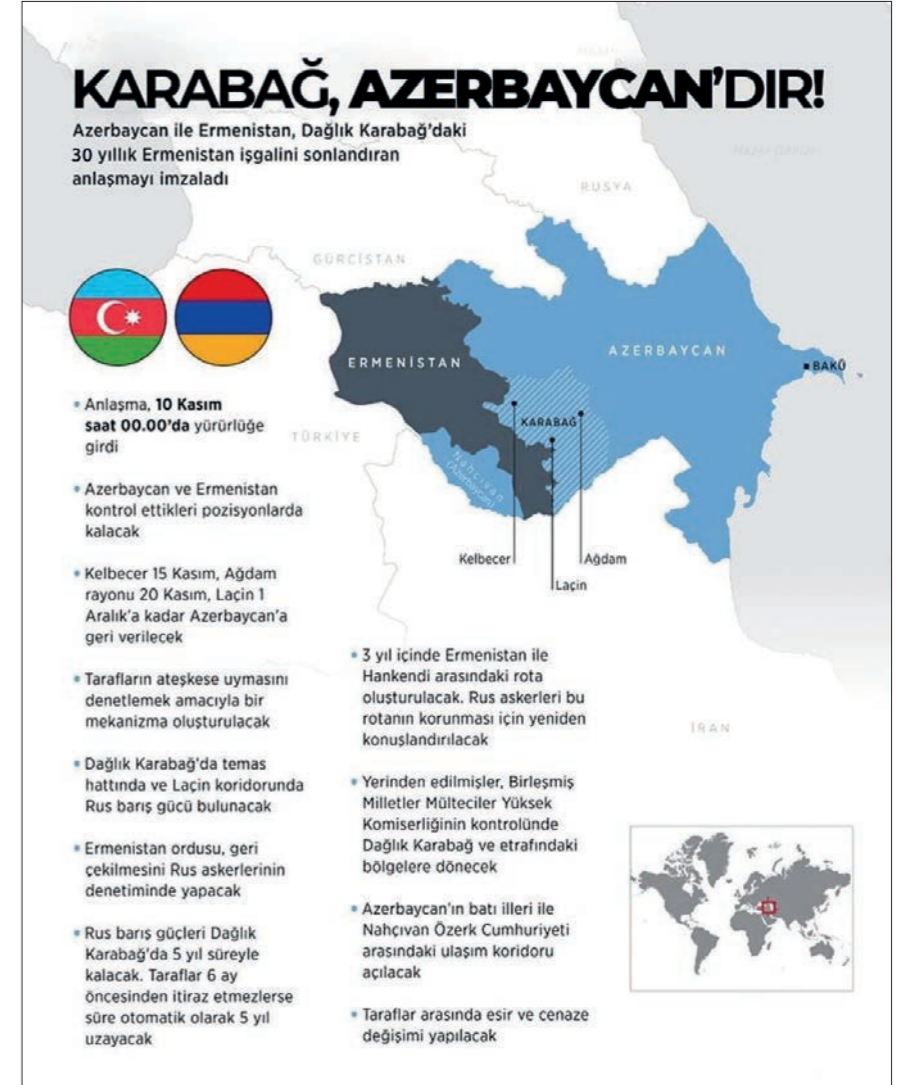 KARABAĞ, AZERBAYCAN'DIR!
Azerbaycan ile Ermenistan, Dağlık Karabağ'daki
30 yıllık Ermenistan işgalini sonlandıran
anlaşmayı imzaladı
Hazar Denizi
RUSYA
GÜRCİSTAN
ERMENİSTAN
AZERBAYCAN
BAKÜ
KARABAĞ
TÜRKİYE
Nahçıvan
(Azerbaycan)
Kelbecer
Ağdam
Laçin
İRAN
• Anlaşma, 10 Kasım
saat 00.00'da yürürlüğe
girdi
• Azerbaycan ve Ermenistan
kontrol ettikleri pozisyonlarda
kalacak
• Kelbecer 15 Kasım, Ağdam
rayonu 20 Kasım, Laçin 1
Aralık'a kadar Azerbaycan'a
geri verilecek
• Tarafların ateşkese uymasını
denetlemek amacıyla bir
mekanizma oluşturulacak
• Dağlık Karabağ'da temas
hattında ve Laçin koridorunda
Rus barış gücü bulunacak
• Ermenistan ordusu, geri
çekilmesini Rus askerlerinin
denetiminde yapacak
• Rus barış güçleri Dağlık
Karabağ'da 5 yıl süreyle
kalacak. Taraflar 6 ay
öncesinden itiraz etmezlerse
süre otomatik olarak 5 yıl
uzayacak
• 3 yıl içinde Ermenistan ile
Hankendi arasındaki rota
oluşturulacak. Rus askerleri bu
rotanın korunması için yeniden
konuşlandırılacak
• Yerinden edilmişler, Birleşmiş
Milletler Mülteciler Yüksek
Komiserliğinin kontrolünde
Dağlık Karabağ ve etrafındaki
bölgelere dönecek
• Azerbaycan'ın batı illeri ile
Nahçıvan Özerk Cumhuriyeti
arasındaki ulaşım koridoru
açılacak
• Taraflar arasında esir ve cenaze
değişimi yapılacak